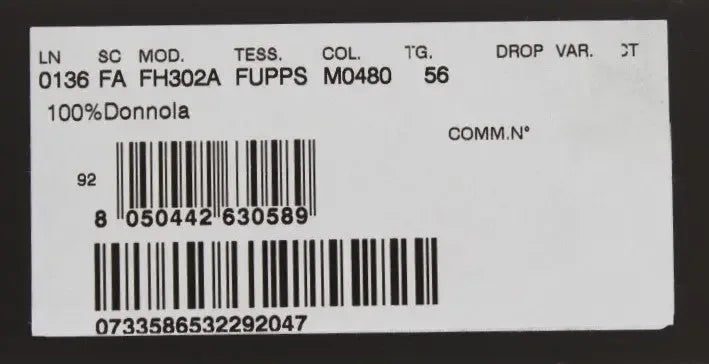 LN SC MOD. TESS. COL. TG. DROP VAR. CT
0136 FA FH302A FUPPS M0480 56
100%Donnola
COMM.N°
92
8 050442 630589
0733586532292047